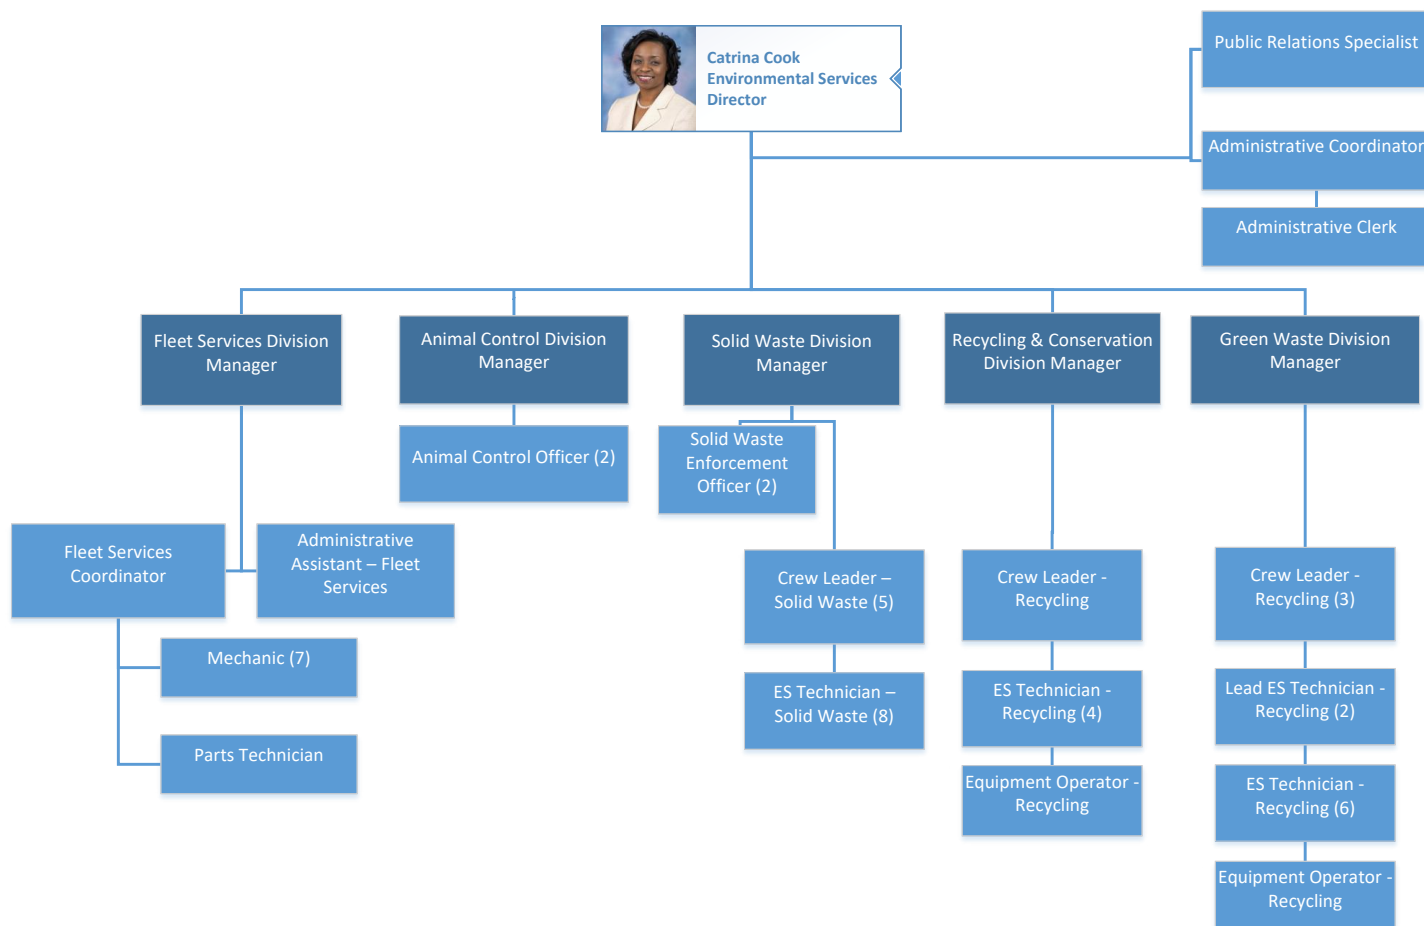 Catrina Cook
Environmental Services
Director
Public Relations Specialist
Administrative Coordinator
Administrative Clerk
Fleet Services Division
Manager
Animal Control Division
Manager
Solid Waste Division
Manager
Recycling & Conservation
Division Manager
Green Waste Division
Manager
Animal Control Officer (2)
Solid Waste
Enforcement
Officer (2)
Fleet Services
Coordinator
Administrative
Assistant – Fleet
Services
Mechanic (7)
Parts Technician
Crew Leader –
Solid Waste (5)
ES Technician –
Solid Waste (8)
Crew Leader -
Recycling
ES Technician -
Recycling (4)
Equipment Operator -
Recycling
Crew Leader -
Recycling (3)
Lead ES Technician -
Recycling (2)
ES Technician -
Recycling (6)
Equipment Operator -
Recycling